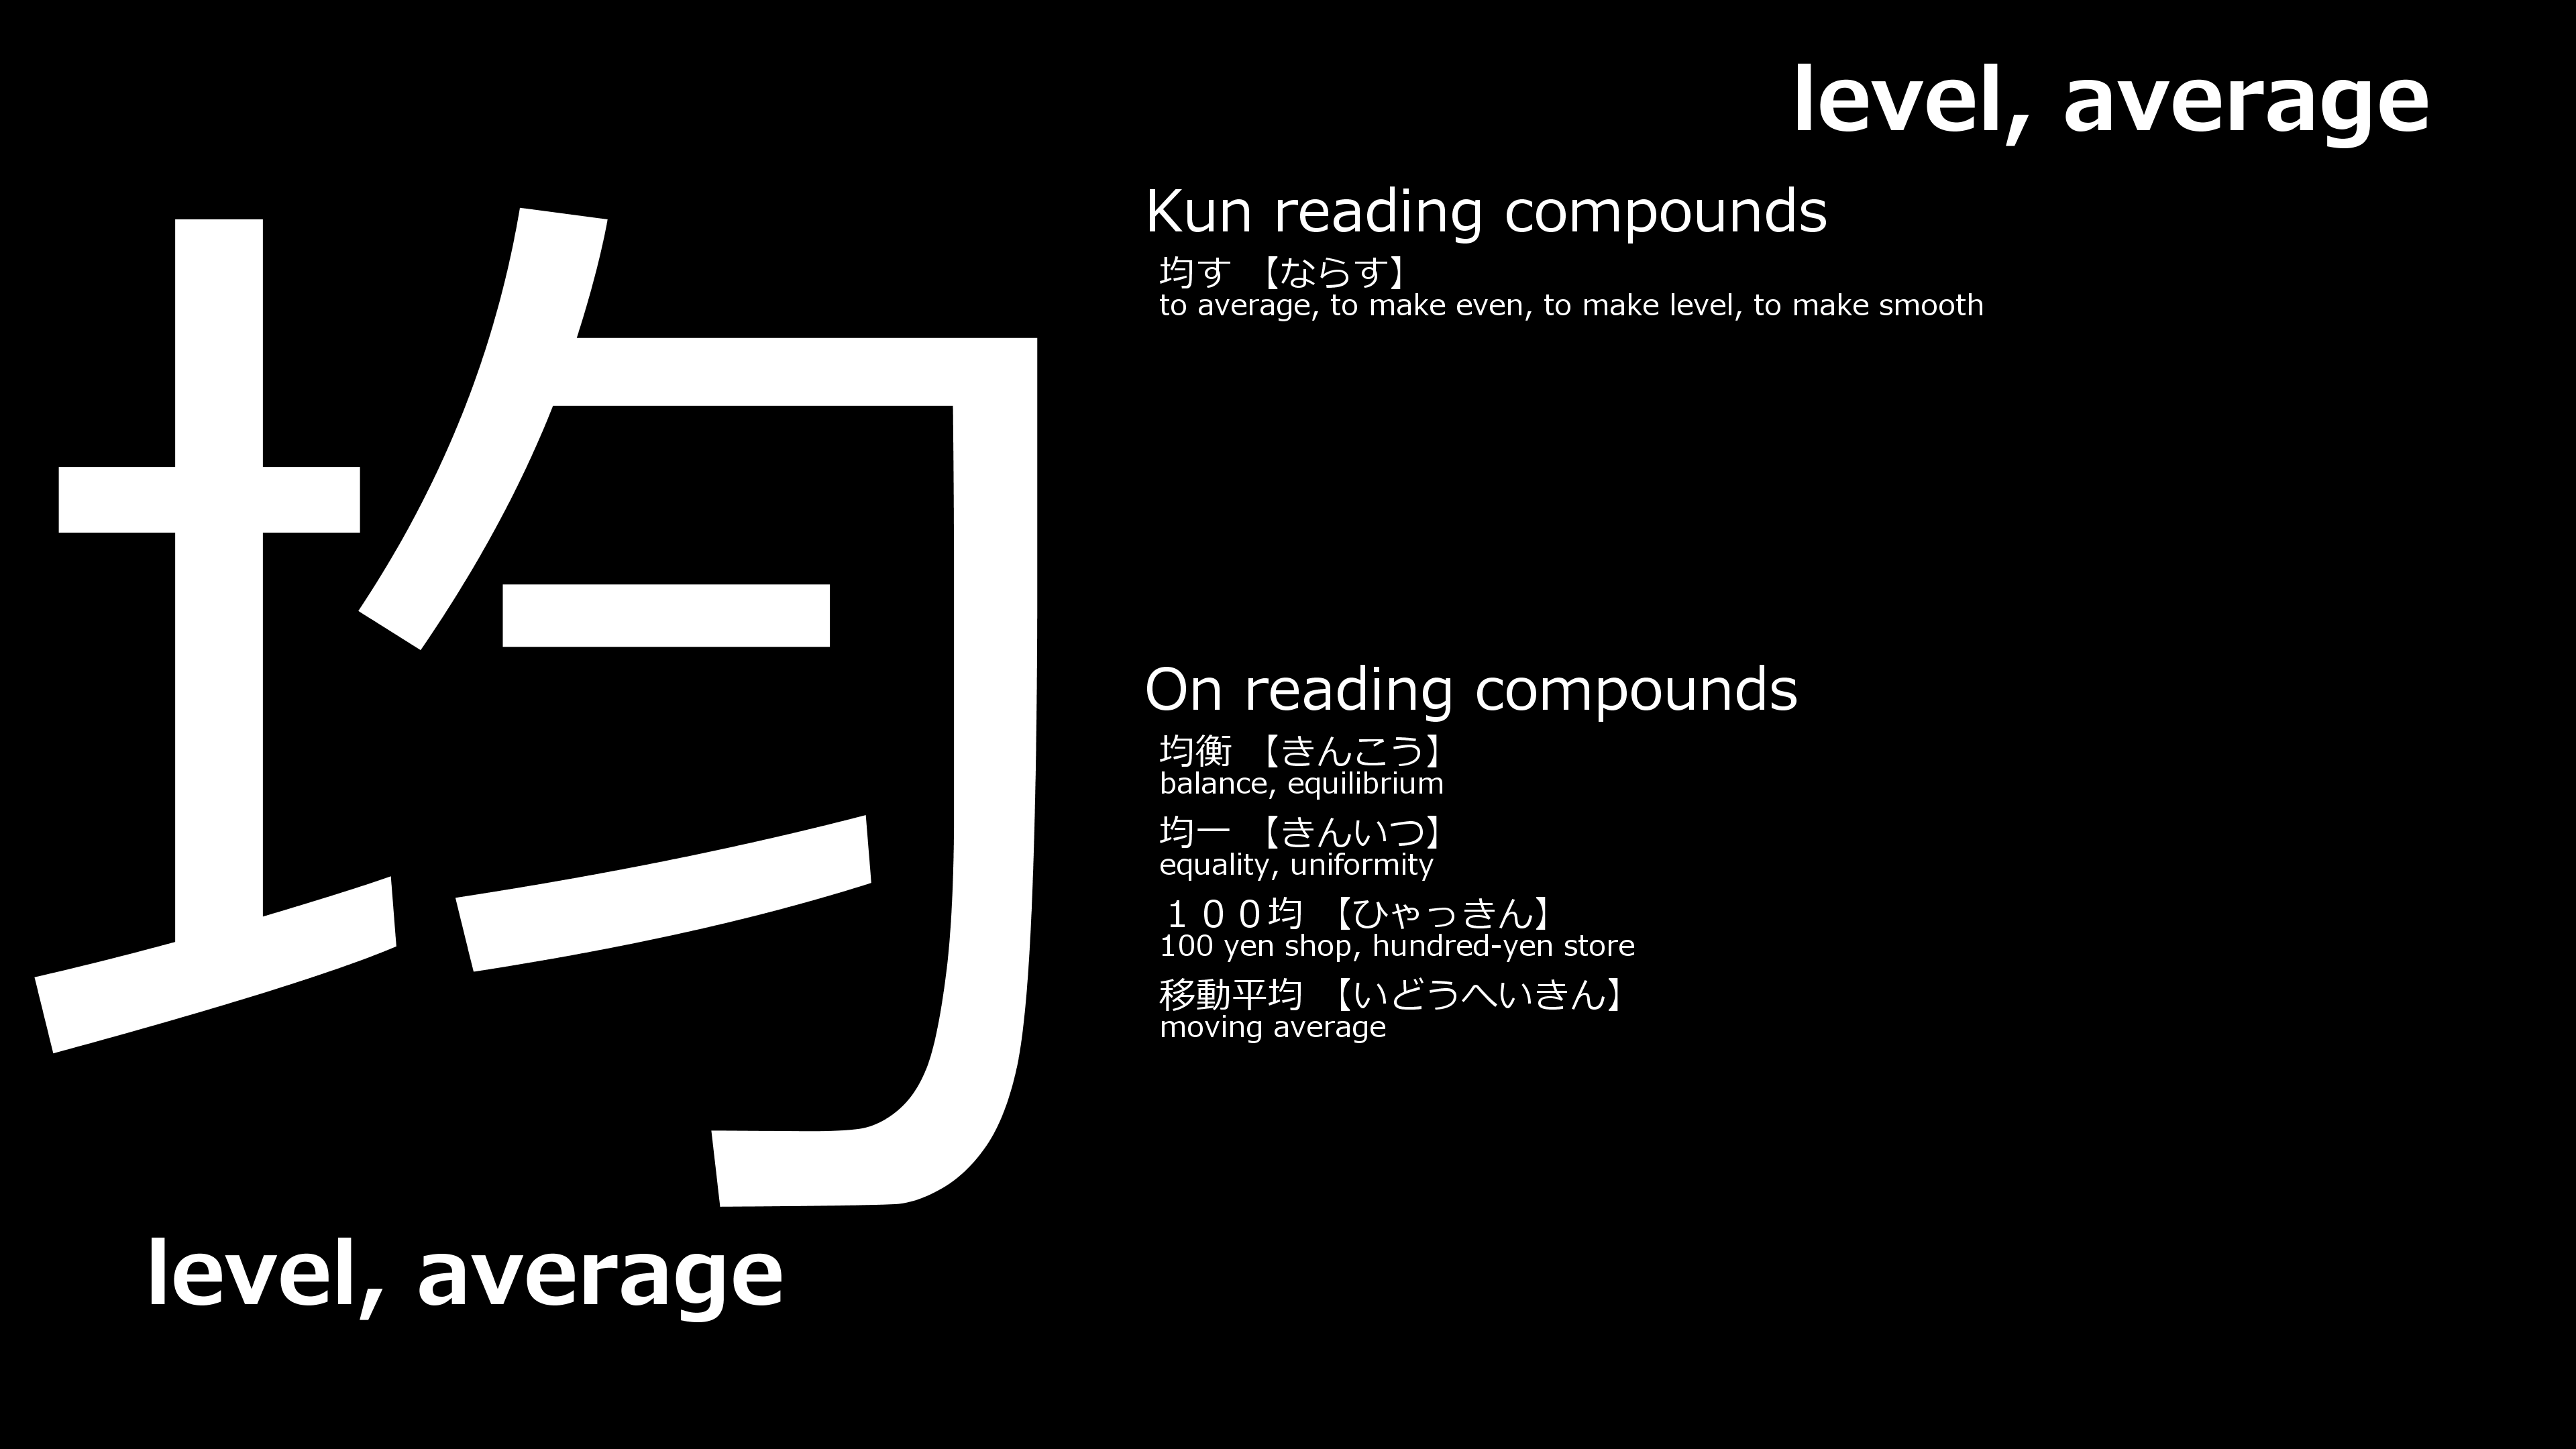 level, average
均
level, average
Kun reading compounds
均す 【ならす】
to average, to make even, to make level, to make smooth
On reading compounds
均衡 【きんこう】
balance, equilibrium
均一 【きんいつ】
equality, uniformity
１００均 【ひゃっきん】
100 yen shop, hundred-yen store
移動平均 【いどうへいきん】
moving average